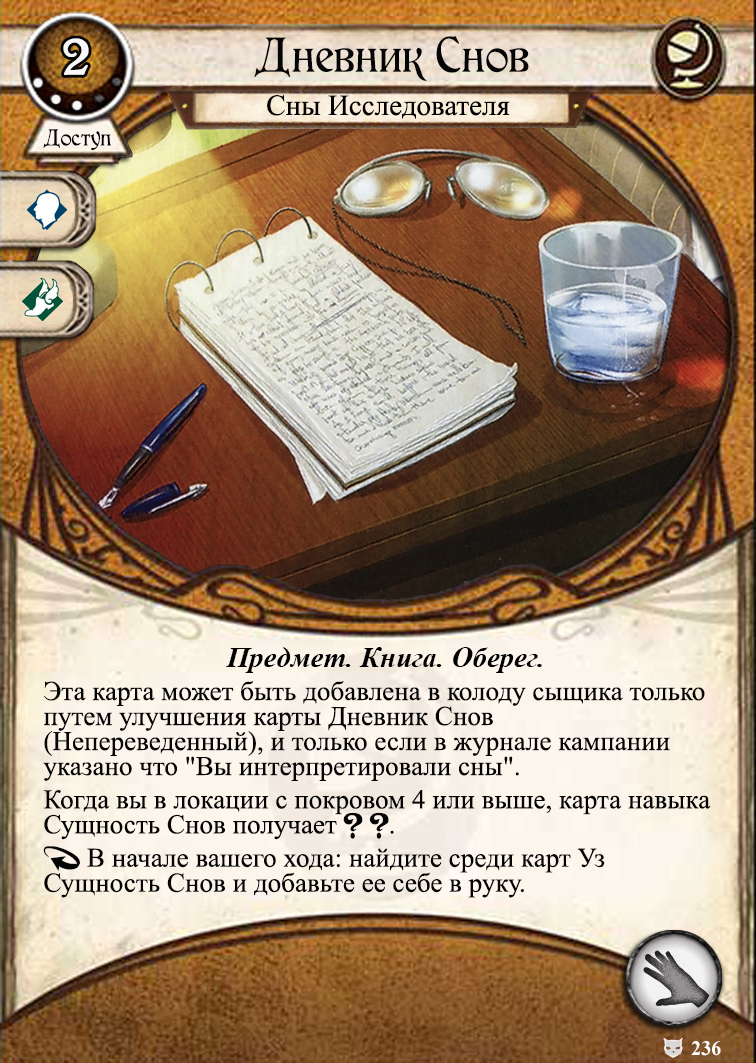 2
Дневник Снов
Сны Исследователя
Доступ
Предмет. Книга. Оберег.
Эта карта может быть добавлена в колоду сыщика только
путем улучшения карты Дневник Снов
(Непереведенный), и только если в журнале кампании
указано что "Вы интерпретировали сны".
Когда вы в локации с покровом 4 или выше, карта навыка
Сущность Снов получает ? ?.
В начале вашего хода: найдите среди карт Уз
Сущность Снов и добавьте ее себе в руку.
236